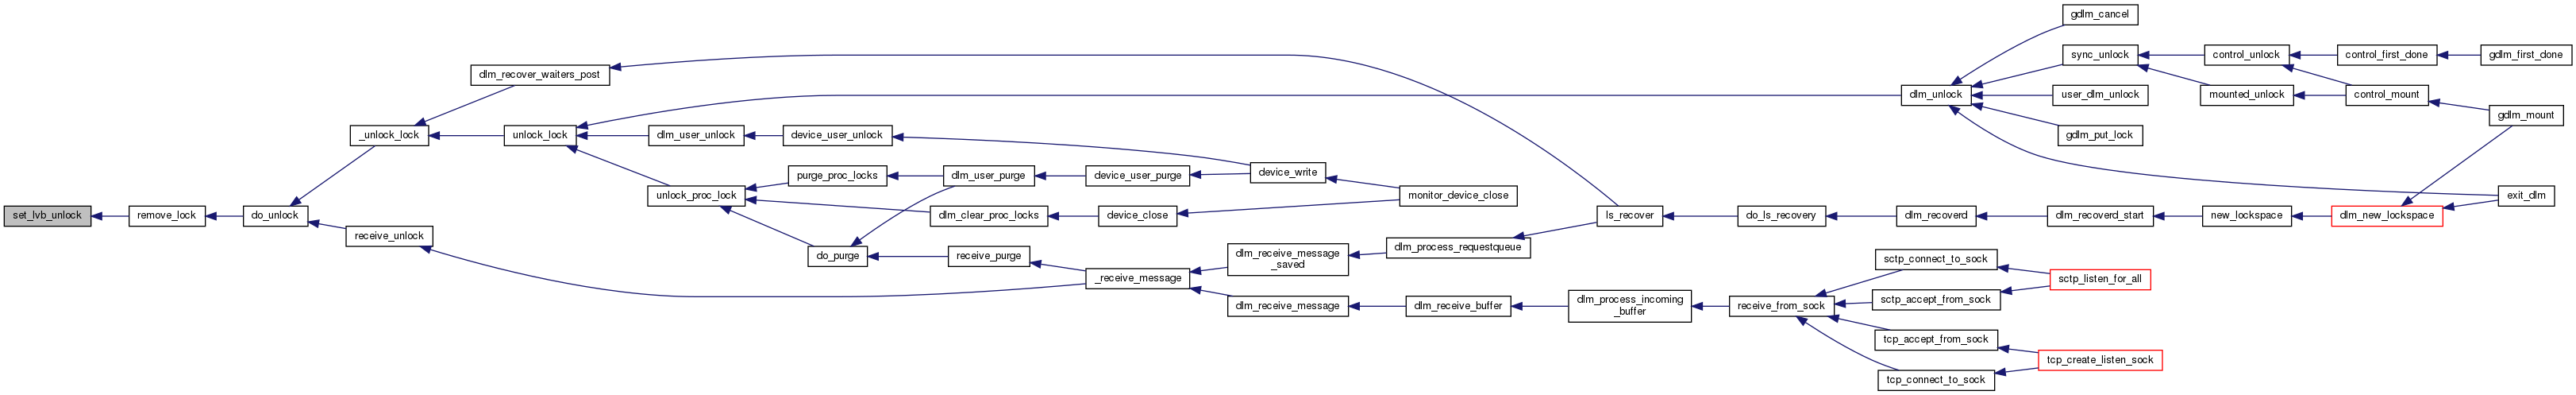 gdlm_cancel
sync_unlock
control_unlock
control_first_done
gdlm_first_done
dlm_recover_waiters_post
dlm_unlock
user_dlm_unlock
mounted_unlock
control_mount
gdlm_mount
_unlock_lock
unlock_lock
dlm_user_unlock
device_user_unlock
gdlm_put_lock
purge_proc_locks
dlm_user_purge
device_user_purge
device_write
unlock_proc_lock
monitor_device_close
exit_dlm
set_lvb_unlock
remove_lock
do_unlock
dlm_clear_proc_locks
device_close
ls_recover
do_ls_recovery
dlm_recoverd
dlm_recoverd_start
new_lockspace
dlm_new_lockspace
receive_unlock
do_purge
receive_purge
dlm_receive_message
_saved
dlm_process_requestqueue
sctp_connect_to_sock
_receive_message
sctp_listen_for_all
dlm_receive_message
dlm_receive_buffer
dlm_process_incoming
_buffer
receive_from_sock
sctp_accept_from_sock
tcp_accept_from_sock
tcp_create_listen_sock
tcp_connect_to_sock